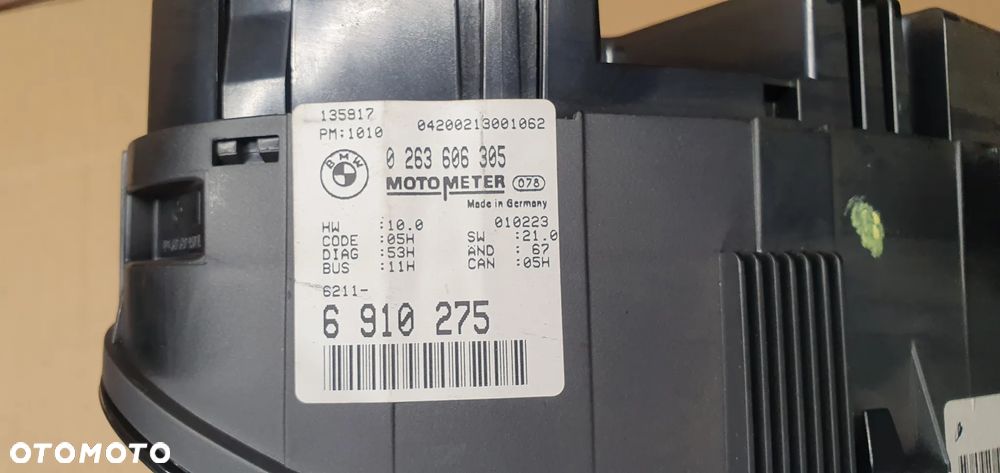 135917
PM:1010 04200213001062
BMW 0 263 606 305
MOTOMETER 078
Made in Germany
HW :10.0 010223
CODE :05H SW :21.0
DIAG :53H AND : 67
BUS :11H CAN :05H
6211-
6 910 275
OTOMOTO